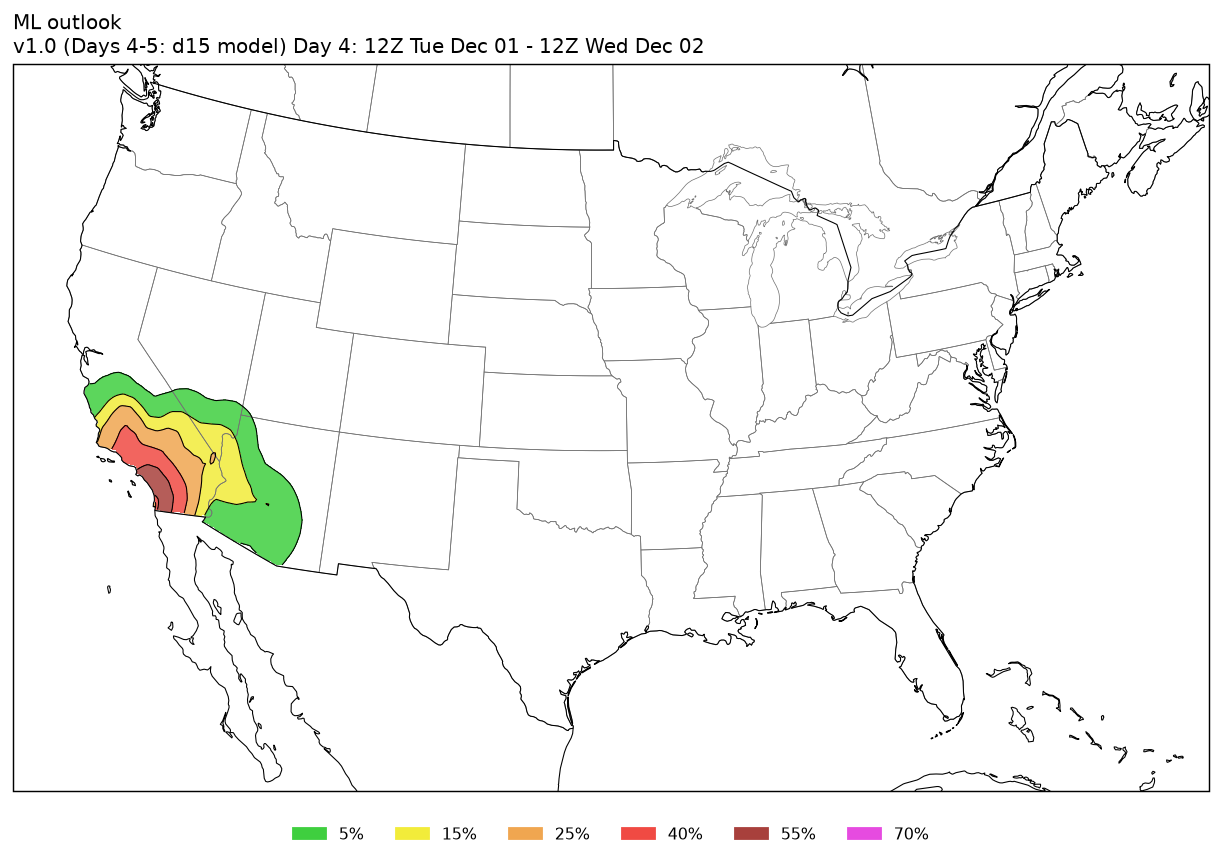 ML outlook
v1.0 (Days 4-5: d15 model) Day 4: 12Z Tue Dec 01 - 12Z Wed Dec 02
5% 15% 25% 40% 55% 70%